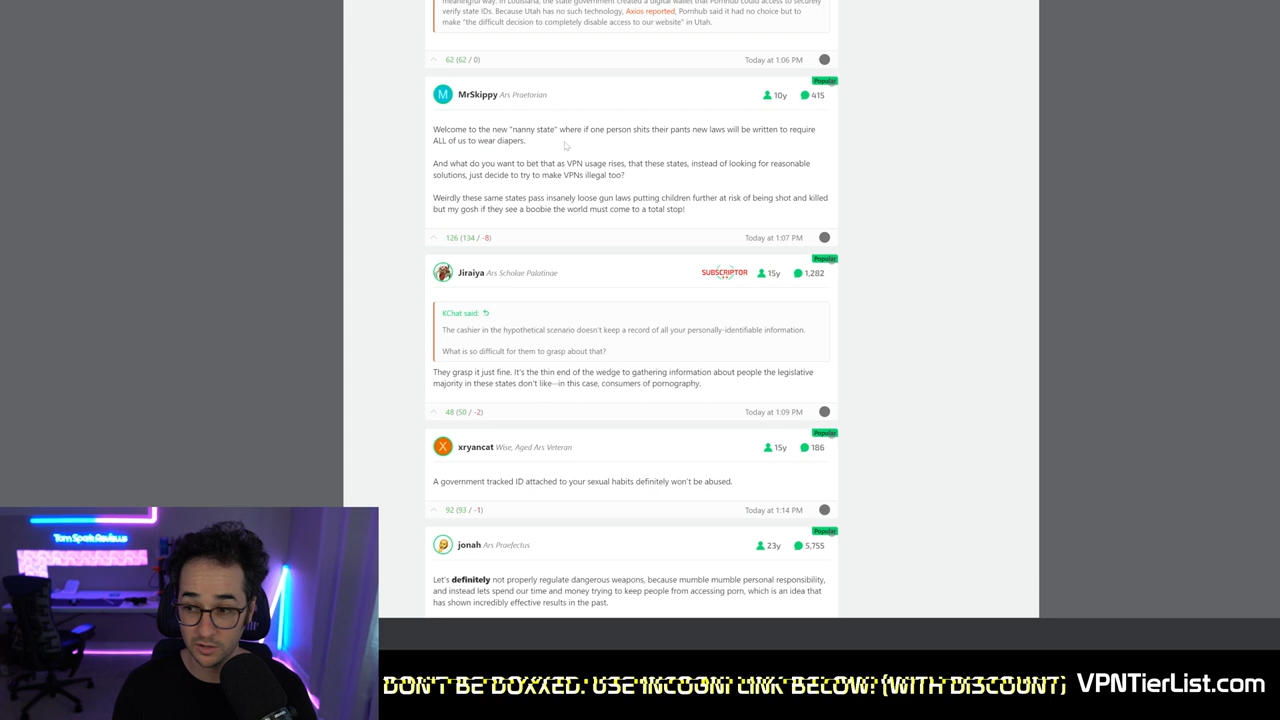 meaningful way. In Louisiana, the state government created a digital wallet that Pornhub could access to securely
verify state IDs. Because Utah has no such technology, Axios reported, Pornhub said it had no choice but to
make "the difficult decision to completely disable access to our website" in Utah.
62 (62 / 0)
Today at 1:06 PM
Popular
M
MrSkippy Ars Praetorian
10y
415
Welcome to the new "nanny state" where if one person shits their pants new laws will be written to require
ALL of us to wear diapers.
And what do you want to bet that as VPN usage rises, that these states, instead of looking for reasonable
solutions, just decide to try to make VPNs illegal too?
Weirdly these same states pass insanely loose gun laws putting children further at risk of being shot and killed
but my gosh if they see a boobie the world must come to a total stop!
126 (134 / -8)
Today at 1:07 PM
Popular
Jiraiya Ars Scholae Palatinae
SUBSCRIPTOR
15y
1,282
KChat said:
The cashier in the hypothetical scenario doesn't keep a record of all your personally-identifiable information.
What is so difficult for them to grasp about that?
They grasp it just fine. It's the thin end of the wedge to gathering information about people the legislative
majority in these states don't like--in this case, consumers of pornography.
48 (50 / -2)
Today at 1:09 PM
Popular
X
xryancat Wise, Aged Ars Veteran
15y
186
A government tracked ID attached to your sexual habits definitely won't be abused.
92 (93 / -1)
Today at 1:14 PM
Popular
jonah Ars Praefectus
23y
5,755
Let's definitely not properly regulate dangerous weapons, because mumble mumble personal responsibility,
and instead lets spend our time and money trying to keep people from accessing porn, which is an idea that
has shown incredibly effective results in the past.
Tom Spark Reviews
DON'T BE DOXXED. USE INCOGNI LINK BELOW! (WITH DISCOUNT)
VPNTierList.com